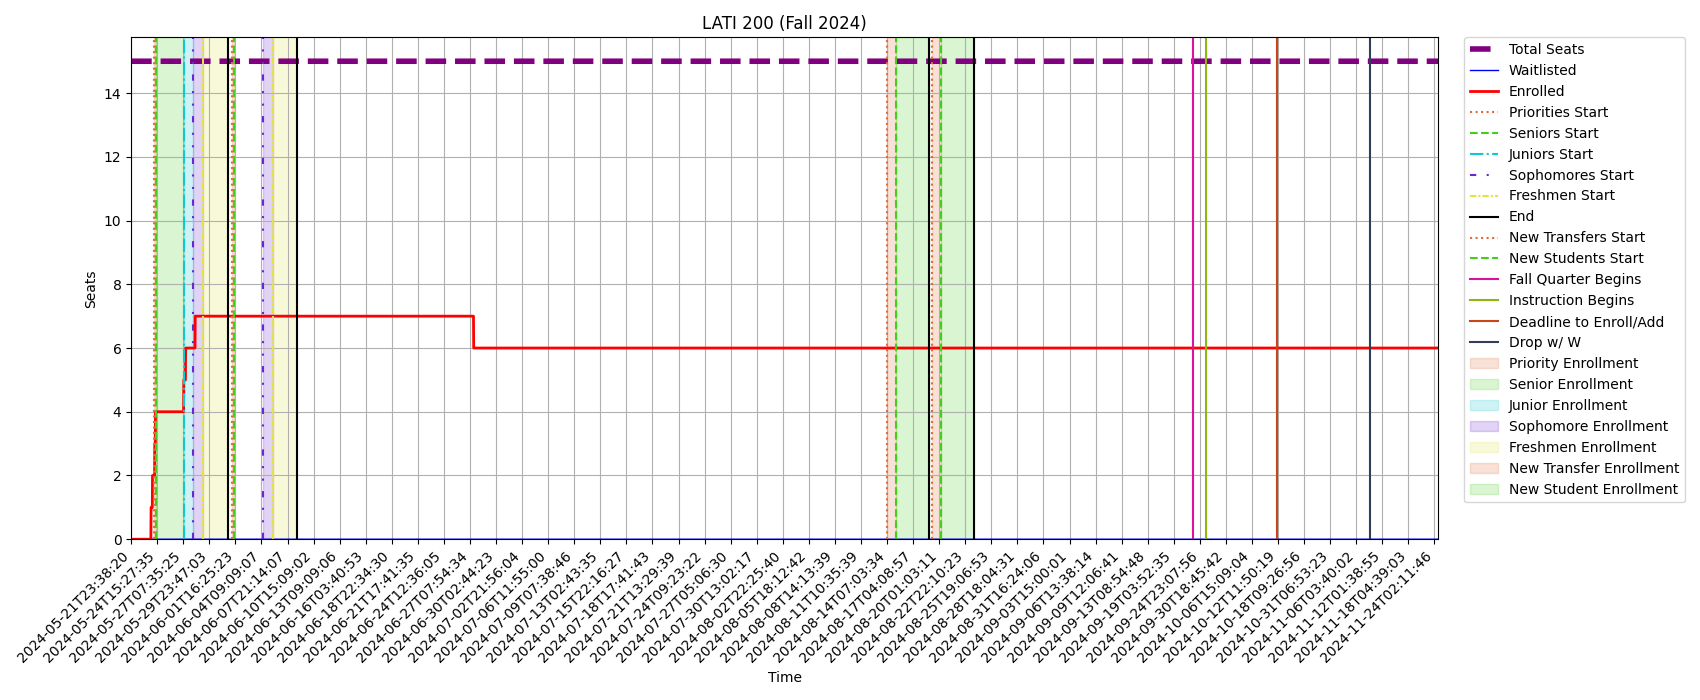 LATI 200 (Fall 2024)
Seats
14
12
10
8
6
4
2
0
2024-05-21T23:38:20
2024-05-24T15:27:35
2024-05-27T07:35:25
2024-05-29T23:47:03
2024-06-01T16:25:23
2024-06-04T09:09:07
2024-06-07T21:14:07
2024-06-10T15:09:02
2024-06-13T09:09:06
2024-06-16T03:40:53
2024-06-18T22:34:30
2024-06-21T17:41:35
2024-06-24T12:36:05
2024-06-27T07:54:34
2024-06-30T02:44:23
2024-07-02T21:56:04
2024-07-06T11:55:00
2024-07-09T07:38:46
2024-07-13T02:43:35
2024-07-15T22:16:27
2024-07-18T17:41:43
2024-07-21T13:29:39
2024-07-24T09:23:22
2024-07-27T05:06:30
2024-07-30T13:02:17
2024-08-02T22:25:40
2024-08-05T18:12:42
2024-08-08T14:13:39
2024-08-11T10:35:39
2024-08-14T07:03:34
2024-08-17T04:08:57
2024-08-20T01:03:11
2024-08-22T22:10:23
2024-08-25T19:06:53
2024-08-28T18:04:31
2024-08-31T16:24:06
2024-09-03T15:00:01
2024-09-06T13:38:14
2024-09-09T12:06:41
2024-09-13T08:54:48
2024-09-19T03:52:35
2024-09-24T23:07:56
2024-09-30T18:45:42
2024-10-06T15:09:04
2024-10-12T11:50:19
2024-10-18T09:26:56
2024-10-31T06:53:23
2024-11-06T03:40:02
2024-11-12T01:38:55
2024-11-18T04:39:03
2024-11-24T02:11:46
Time
Total Seats
Waitlisted
Enrolled
Priorities Start
Seniors Start
Juniors Start
Sophomores Start
Freshmen Start
End
New Transfers Start
New Students Start
Fall Quarter Begins
Instruction Begins
Deadline to Enroll/Add
Drop w/ W
Priority Enrollment
Senior Enrollment
Junior Enrollment
Sophomore Enrollment
Freshmen Enrollment
New Transfer Enrollment
New Student Enrollment